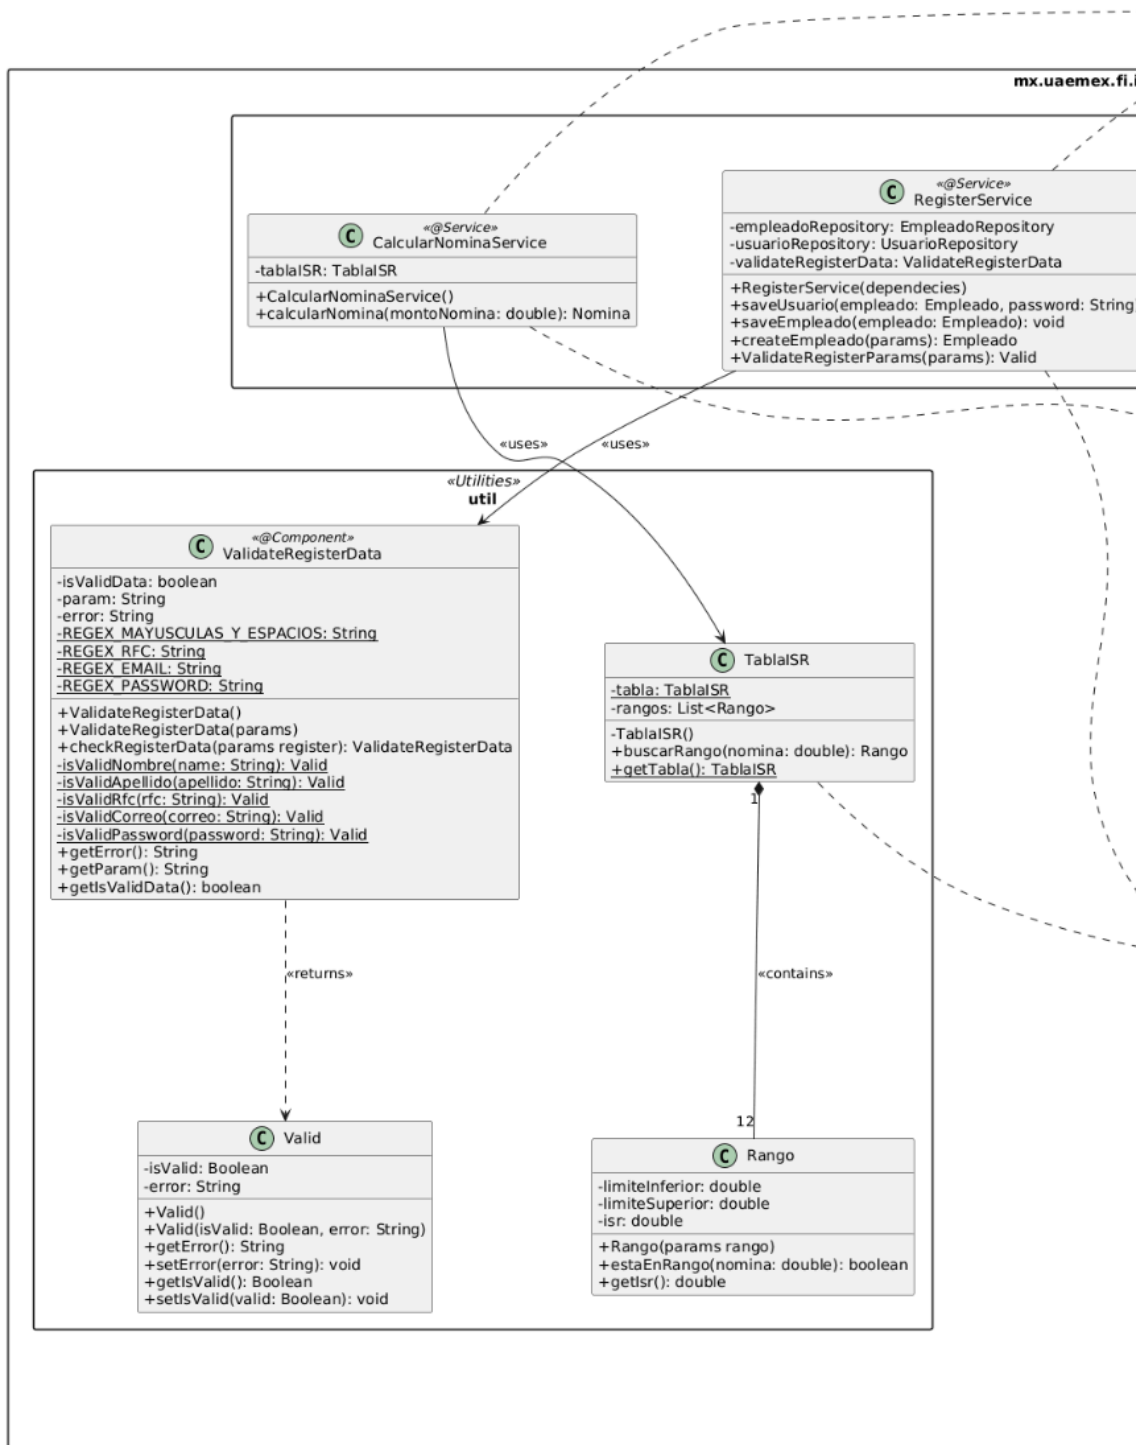 mx.uaemex.fi.i
«@Service»
CalcularNominaService
-tablaISR: TablaISR
+CalcularNominaService()
+calcularNomina(montoNomina: double): Nomina
«@Service»
RegisterService
-empleadoRepository: EmpleadoRepository
-usuarioRepository: UsuarioRepository
-validateRegisterData: ValidateRegisterData
+RegisterService(dependecies)
+saveUsuario(empleado: Empleado, password: String
+saveEmpleado(empleado: Empleado): void
+createEmpleado(params): Empleado
+ValidateRegisterParams(params): Valid
«uses»
«uses»
«Utilities»
util
«@Component»
ValidateRegisterData
-isValidData: boolean
-param: String
-error: String
-REGEX_MAYUSCULAS_Y_ESPACIOS: String
-REGEX_RFC: String
-REGEX_EMAIL: String
-REGEX_PASSWORD: String
+ValidateRegisterData()
+ValidateRegisterData(params)
+checkRegisterData(params register): ValidateRegisterData
-isValidNombre(name: String): Valid
-isValidApellido(apellido: String): Valid
-isValidRfc(rfc: String): Valid
-isValidCorreo(correo: String): Valid
-isValidPassword(password: String): Valid
+getError(): String
+getParam(): String
+getIsValidData(): boolean
TablaISR
-tabla: TablaISR
-rangos: List<Rango>
-TablaISR()
+buscarRango(nomina: double): Rango
+getTabla(): TablaISR
1
«returns»
«contains»
12
Valid
-isValid: Boolean
-error: String
+Valid()
+Valid(isValid: Boolean, error: String)
+getError(): String
+setError(error: String): void
+getIsValid(): Boolean
+setIsValid(valid: Boolean): void
Rango
-limiteInferior: double
-limiteSuperior: double
-isr: double
+Rango(params rango)
+estaEnRango(nomina: double): boolean
+getIsr(): double